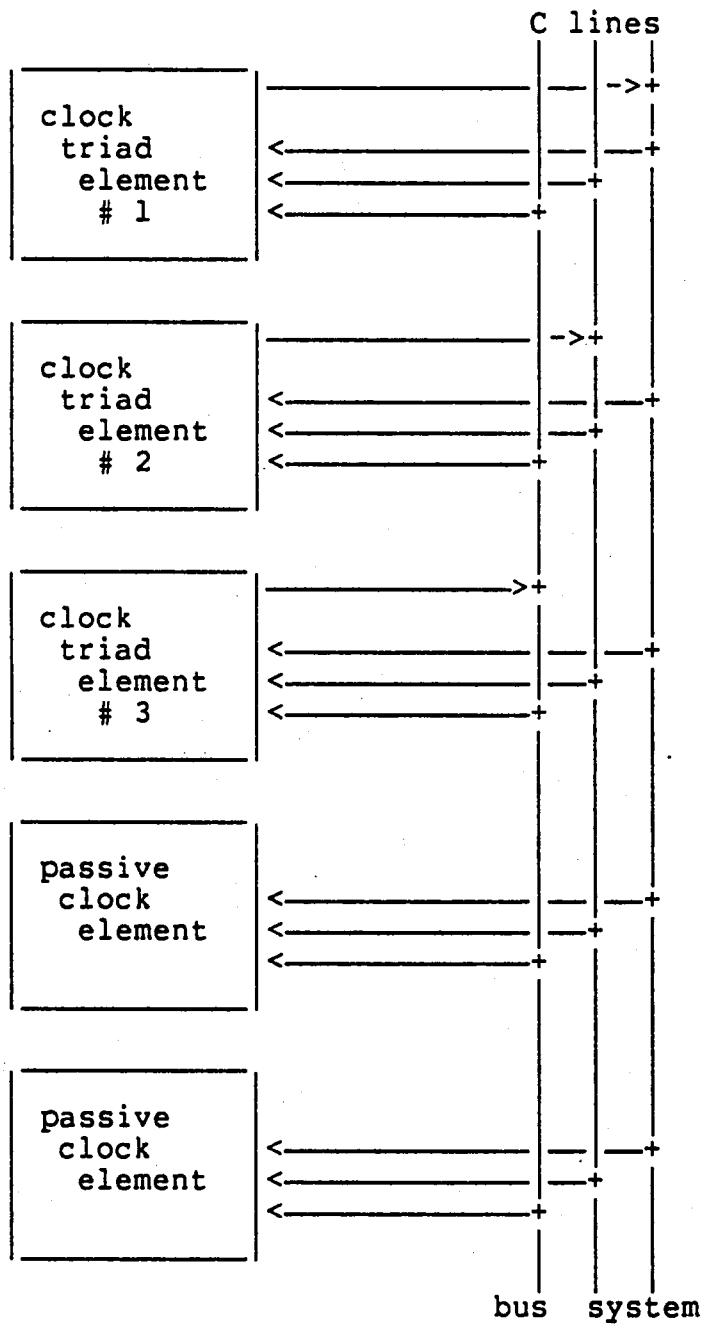 C lines
clock
triad
element
# 1
clock
triad
element
# 2
clock
triad
element
# 3
passive
clock
element
passive
clock
element
bus system